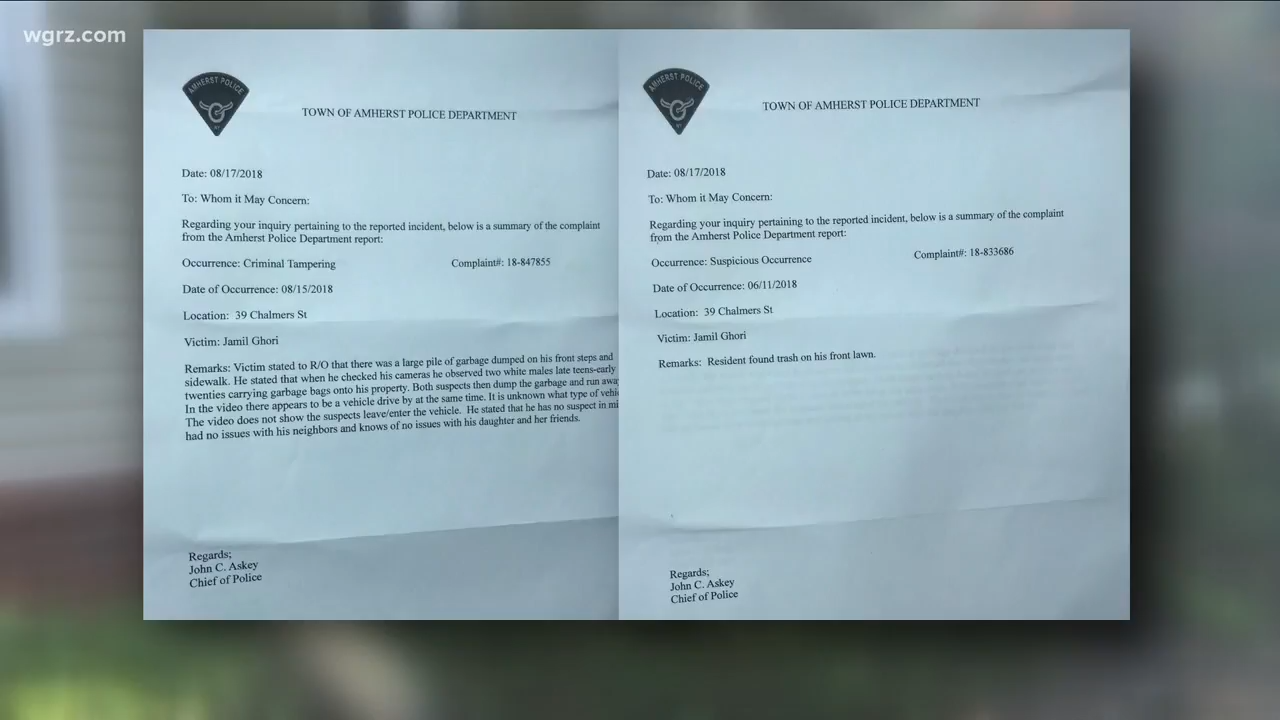 wgrz.com
AMHERST POLICE
NY
TOWN OF AMHERST POLICE DEPARTMENT
Date: 08/17/2018
To: Whom it May Concern:
Regarding your inquiry pertaining to the reported incident, below is a summary of the complaint
from the Amherst Police Department report:
Occurrence: Criminal Tampering Complaint#: 18-847855
Date of Occurrence: 08/15/2018
Location: 39 Chalmers St
Victim: Jamil Ghori
Remarks: Victim stated to R/O that there was a large pile of garbage dumped on his front steps and
sidewalk. He stated that when he checked his cameras he observed two white males late teens-early
twenties carrying garbage bags onto his property. Both suspects then dump the garbage and run awa
In the video there appears to be a vehicle drive by at the same time. It is unknown what type of vehic
The video does not show the suspects leave/enter the vehicle. He stated that he has no suspect in mi
had no issues with his neighbors and knows of no issues with his daughter and her friends.
Regards;
John C. Askey
Chief of Police
AMHERST POLICE
NY
TOWN OF AMHERST POLICE DEPARTMENT
Date: 08/17/2018
To: Whom it May Concern:
Regarding your inquiry pertaining to the reported incident, below is a summary of the complaint
from the Amherst Police Department report:
Occurrence: Suspicious Occurrence Complaint#: 18-833686
Date of Occurrence: 06/11/2018
Location: 39 Chalmers St
Victim: Jamil Ghori
Remarks: Resident found trash on his front lawn.
Regards;
John C. Askey
Chief of Police